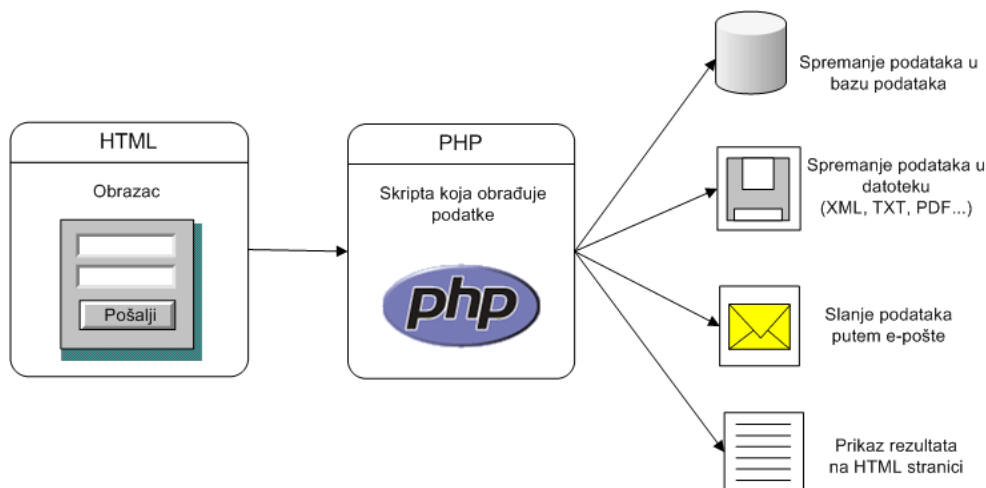 HTML
Obrazac
Pošalji
PHP
Skripta koja obrađuje
podatke
php
Spremanje podataka u
bazu podataka
Spremanje podataka u
datoteku
(XML, TXT, PDF...)
Slanje podataka
putem e-pošte
Prikaz rezultata
na HTML stranici